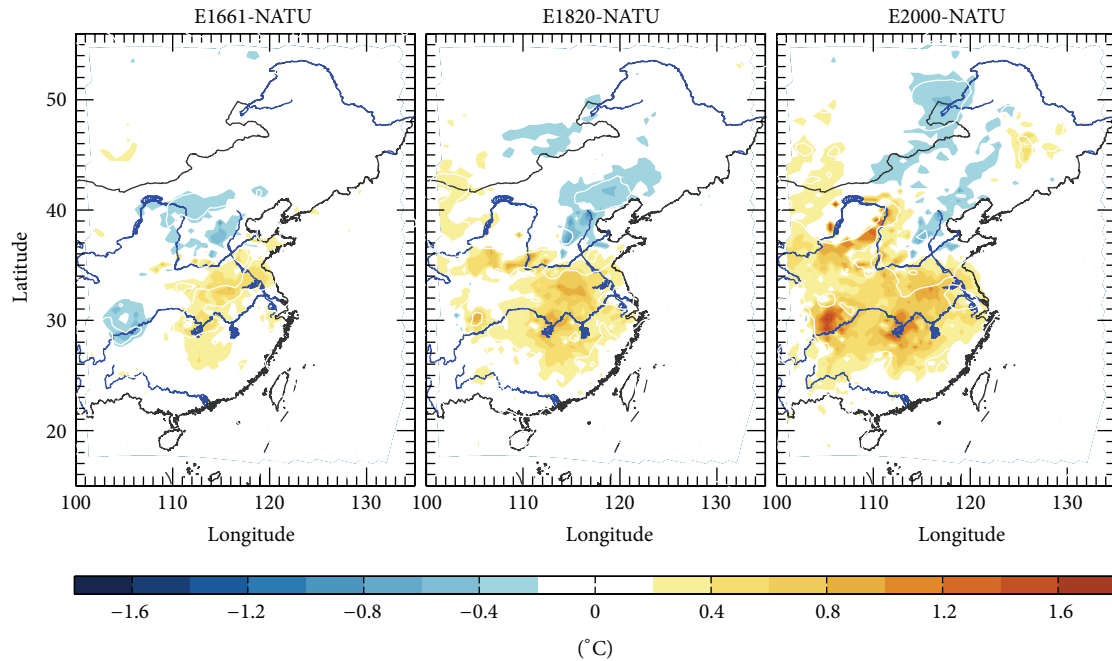 E1661-NATU E1820-NATU E2000-NATU
50
40
30
20
Latitude
100 110 120 130 100 110 120 130 100 110 120 130
Longitude Longitude Longitude
−1.6 −1.2 −0.8 −0.4 0 0.4 0.8 1.2 1.6
(°C)